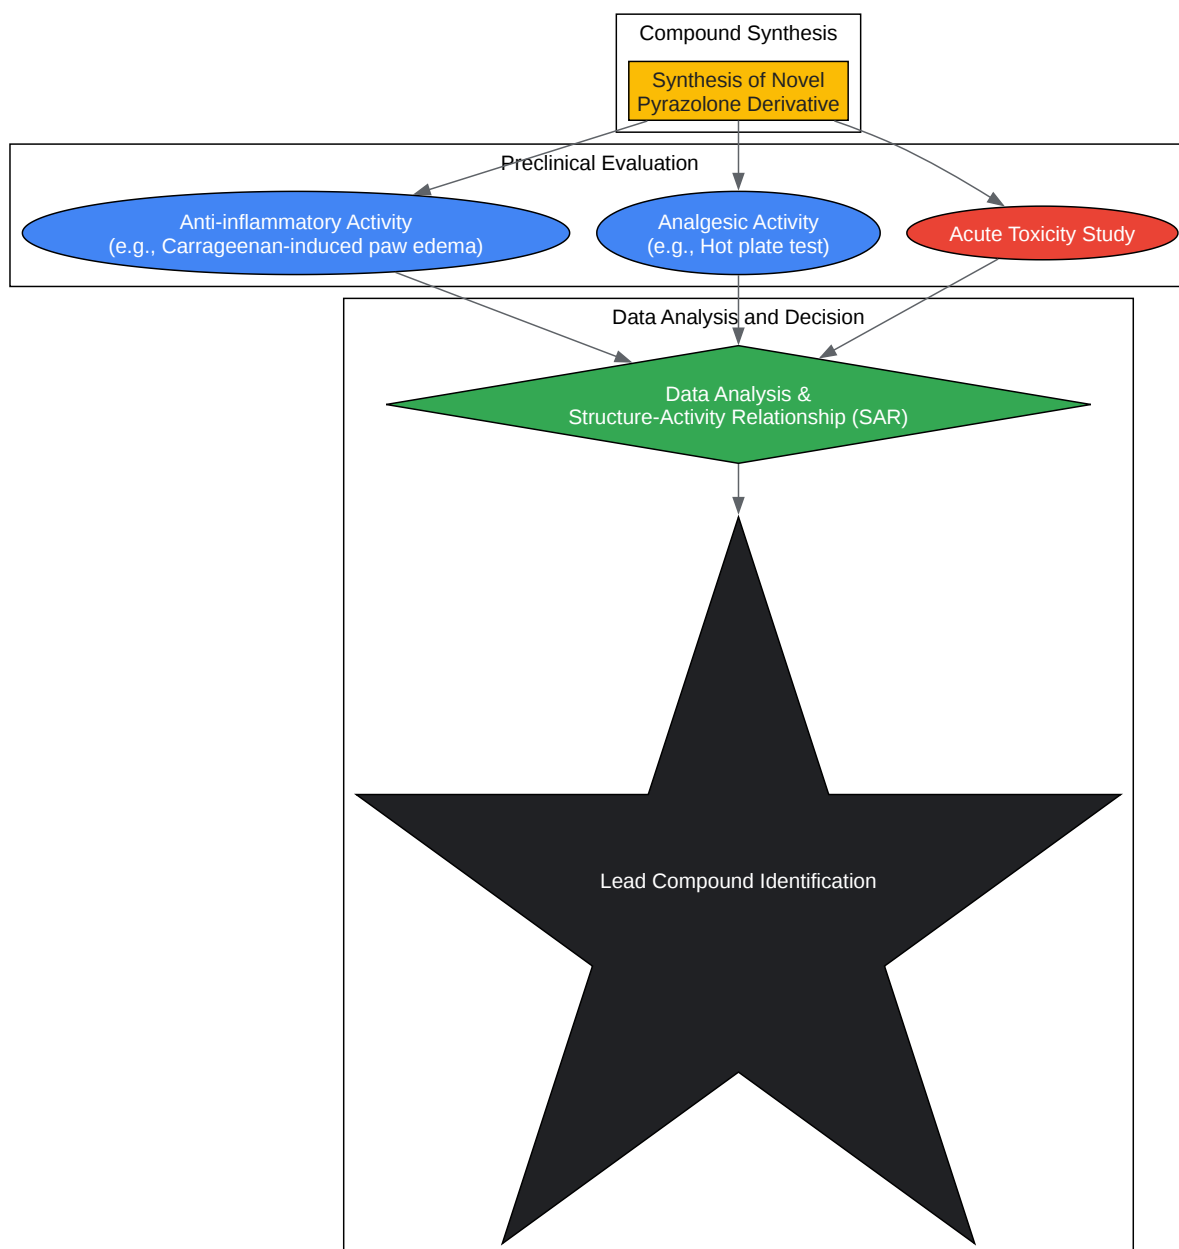 Compound Synthesis
Synthesis of Novel
Pyrazolone Derivative
Preclinical Evaluation
Anti-inflammatory Activity
(e.g., Carrageenan-induced paw edema)
Analgesic Activity
(e.g., Hot plate test)
Acute Toxicity Study
Data Analysis and Decision
Data Analysis &
Structure-Activity Relationship (SAR)
Lead Compound Identification